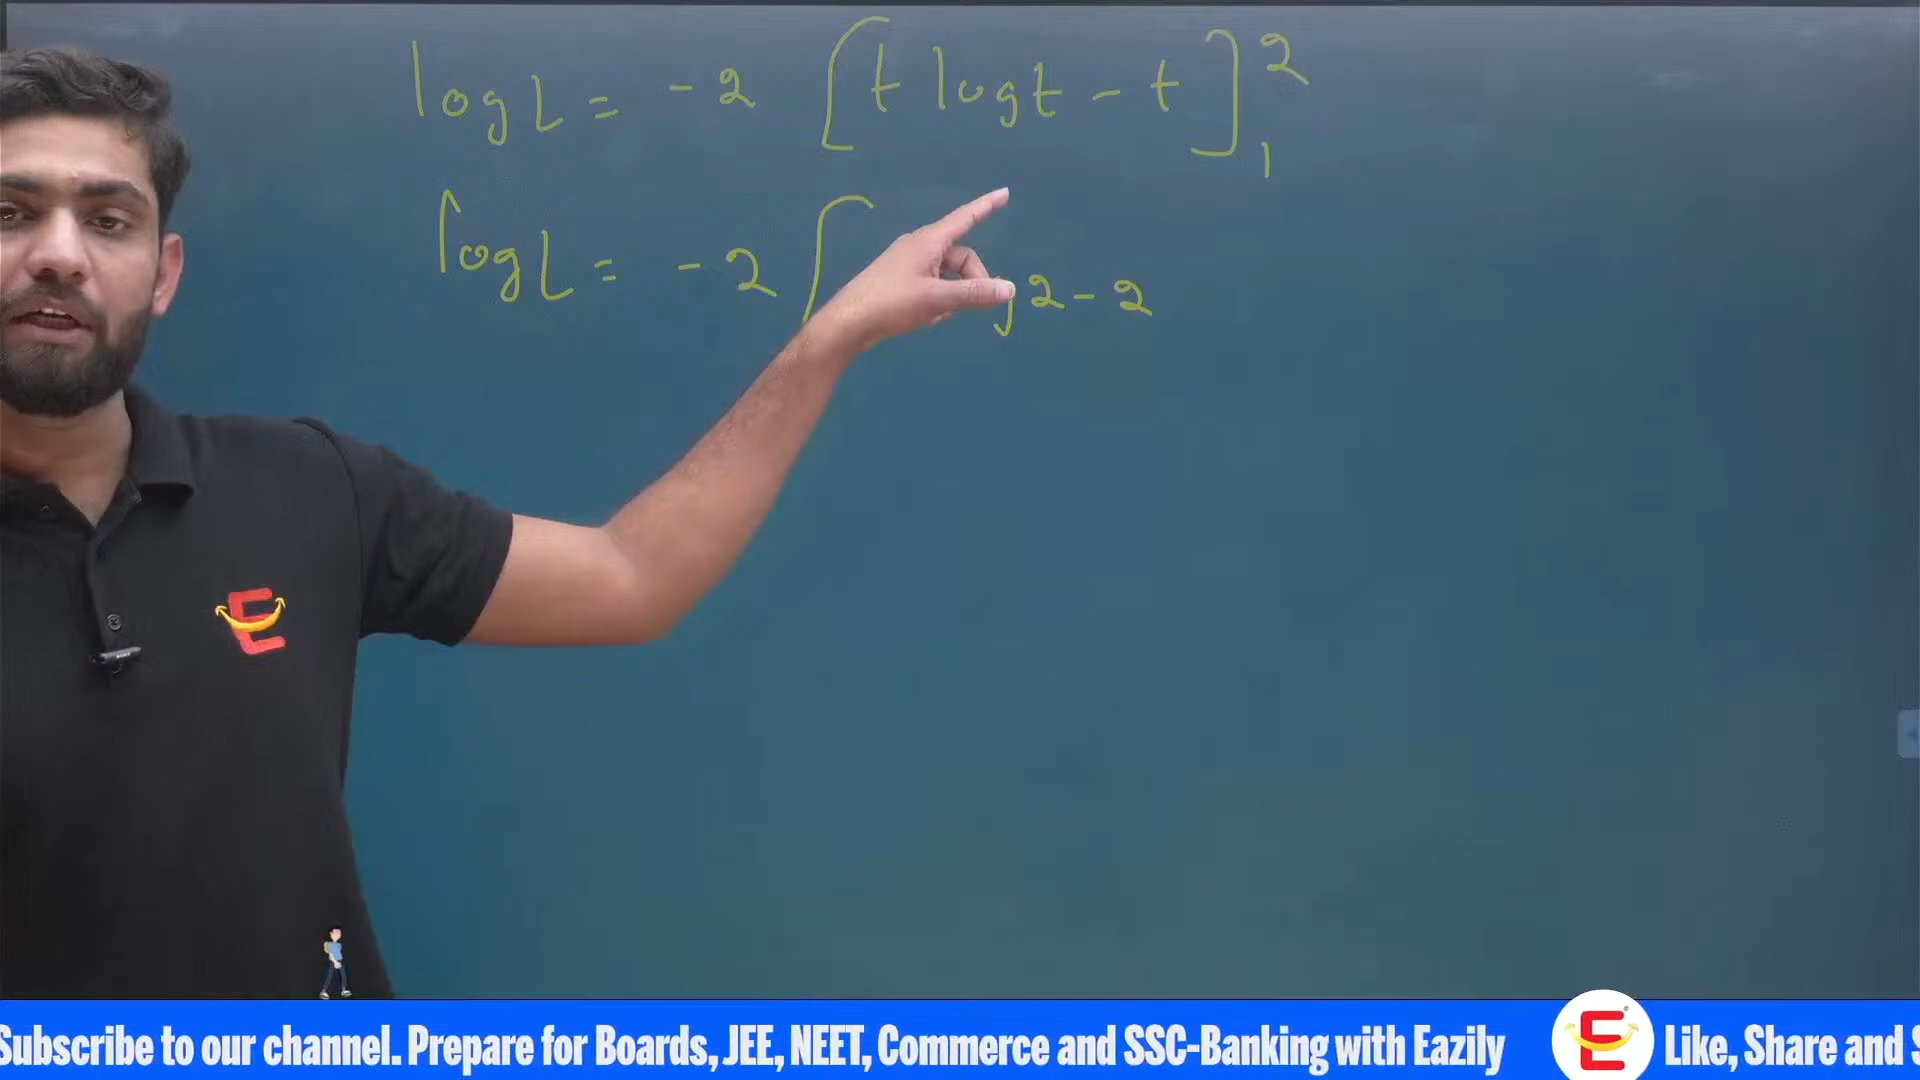 log L = -2 [t log t - t]₁²
log L = -2 [ g 2 - 2
Subscribe to our channel. Prepare for Boards, JEE, NEET, Commerce and SSC-Banking with Eazily E Like, Share and S
E